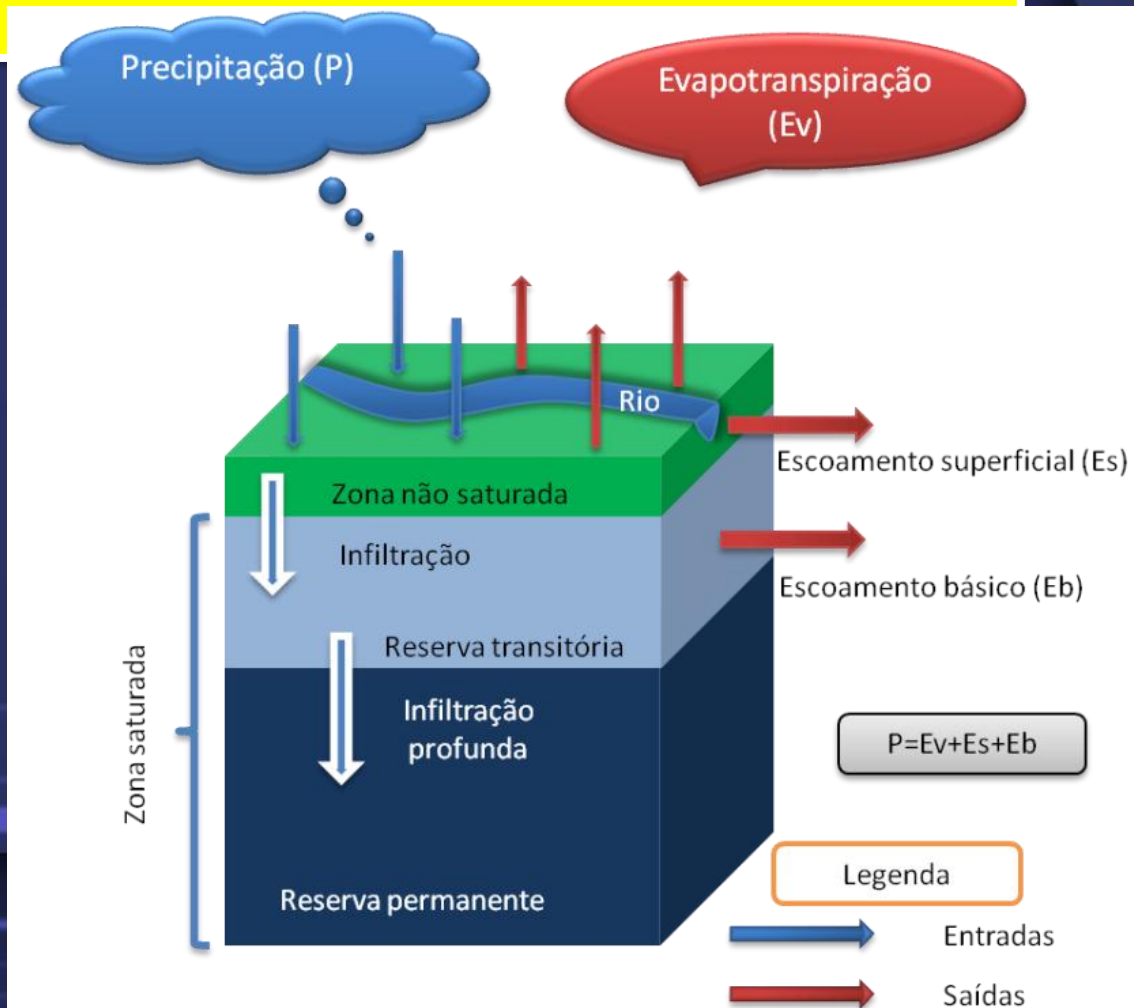 Precipitação (P)
Evapotranspiração
(Ev)
Rio
Escoamento superficial (Es)
Zona não saturada
Infiltração
Escoamento básico (Eb)
Reserva transitória
Zona saturada
Infiltração
profunda
P=Ev+Es+Eb
Legenda
Reserva permanente
Entradas
Saídas